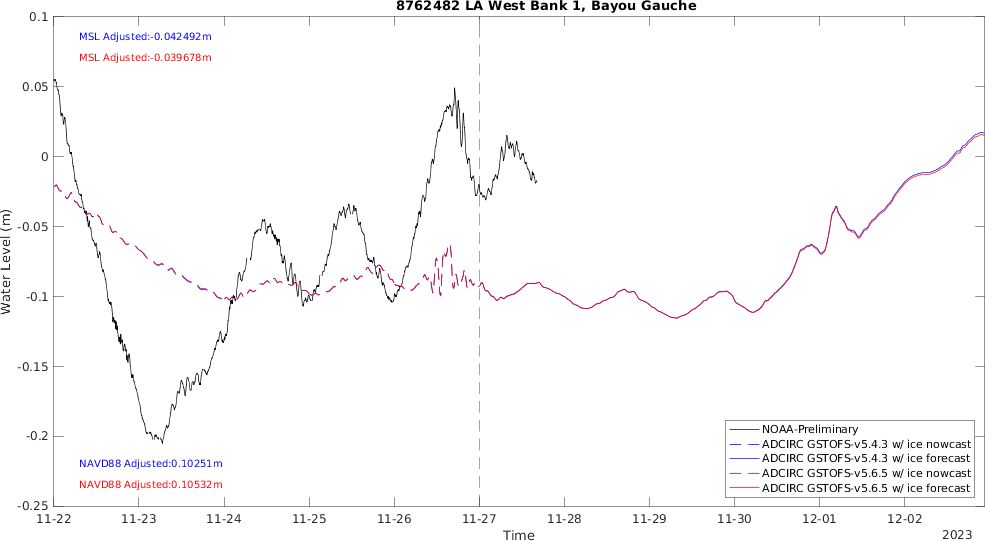 8762482 LA West Bank 1, Bayou Gauche
MSL Adjusted:-0.042492m
MSL Adjusted:-0.039678m
Water Level (m)
0.1
0.05
0
-0.05
-0.1
-0.15
-0.2
-0.25
NAVD88 Adjusted:0.10251m
NAVD88 Adjusted:0.10532m
NOAA-Preliminary
ADCIRC GSTOFS-v5.4.3 w/ ice nowcast
ADCIRC GSTOFS-v5.4.3 w/ ice forecast
ADCIRC GSTOFS-v5.6.5 w/ ice nowcast
ADCIRC GSTOFS-v5.6.5 w/ ice forecast
11-22 11-23 11-24 11-25 11-26 11-27 11-28 11-29 11-30 12-01 12-02
Time
2023